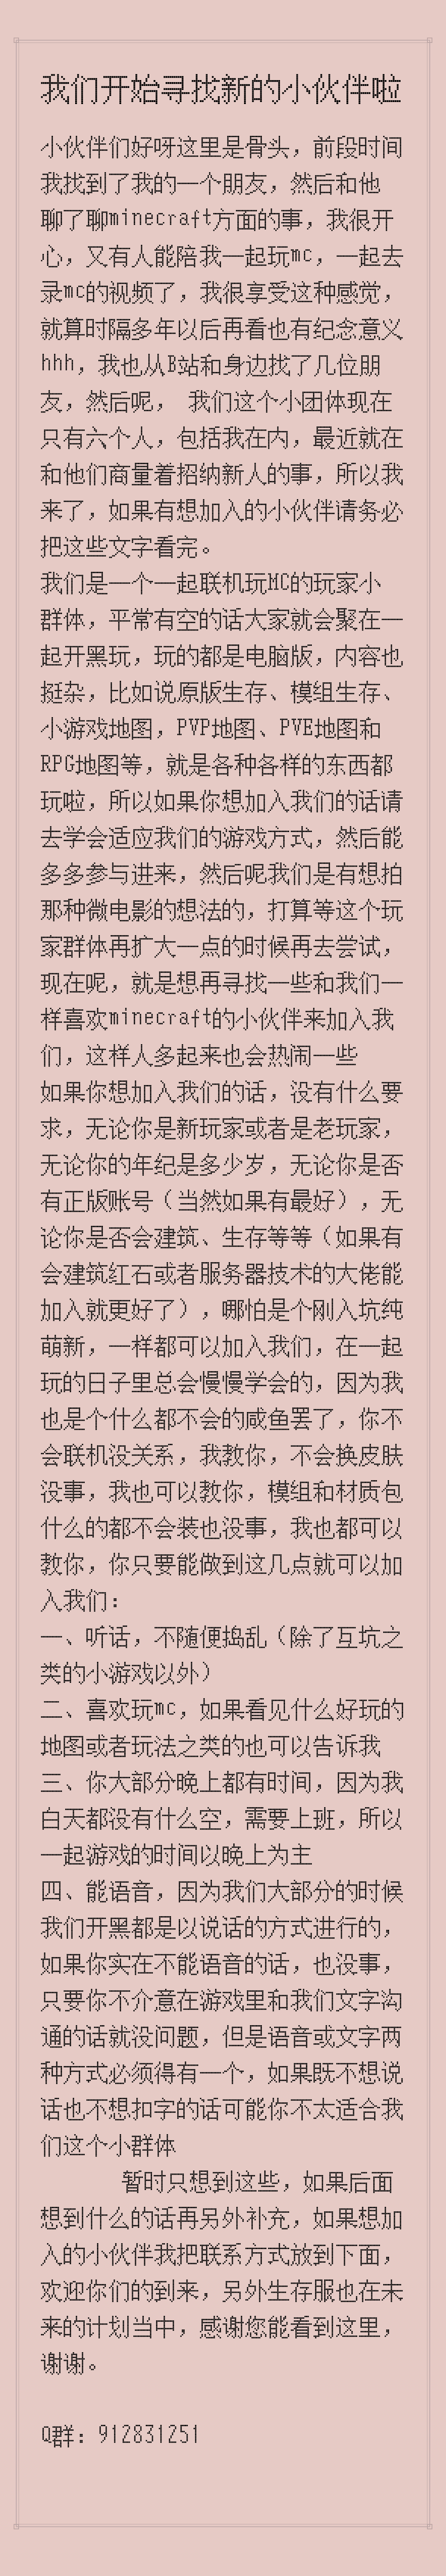 我们开始寻找新的小伙伴啦
小伙伴们好呀这里是骨头，前段时间
我找到了我的一个朋友，然后和他
聊了聊minecraft方面的事，我很开
心，又有人能陪我一起玩mc，一起去
录mc的视频了，我很享受这种感觉，
就算时隔多年以后再看也有纪念意义
hhh，我也从B站和身边找了几位朋
友，然后呢， 我们这个小团体现在
只有六个人，包括我在内，最近就在
和他们商量着招纳新人的事，所以我
来了，如果有想加入的小伙伴请务必
把这些文字看完。
我们是一个一起联机玩MC的玩家小
群体，平常有空的话大家就会聚在一
起开黑玩，玩的都是电脑版，内容也
挺杂，比如说原版生存、模组生存、
小游戏地图，PVP地图、PVE地图和
RPG地图等，就是各种各样的东西都
玩啦，所以如果你想加入我们的话请
去学会适应我们的游戏方式，然后能
多多参与进来，然后呢我们是有想拍
那种微电影的想法的，打算等这个玩
家群体再扩大一点的时候再去尝试，
现在呢，就是想再寻找一些和我们一
样喜欢minecraft的小伙伴来加入我
们，这样人多起来也会热闹一些
如果你想加入我们的话，没有什么要
求，无论你是新玩家或者是老玩家，
无论你的年纪是多少岁，无论你是否
有正版账号（当然如果有最好），无
论你是否会建筑、生存等等（如果有
会建筑红石或者服务器技术的大佬能
加入就更好了），哪怕是个刚入坑纯
萌新，一样都可以加入我们，在一起
玩的日子里总会慢慢学会的，因为我
也是个什么都不会的咸鱼罢了，你不
会联机没关系，我教你，不会换皮肤
没事，我也可以教你，模组和材质包
什么的都不会装也没事，我也都可以
教你，你只要能做到这几点就可以加
入我们：
一、听话，不随便捣乱（除了互坑之
类的小游戏以外）
二、喜欢玩mc，如果看见什么好玩的
地图或者玩法之类的也可以告诉我
三、你大部分晚上都有时间，因为我
白天都没有什么空，需要上班，所以
一起游戏的时间以晚上为主
四、能语音，因为我们大部分的时候
我们开黑都是以说话的方式进行的，
如果你实在不能语音的话，也没事，
只要你不介意在游戏里和我们文字沟
通的话就没问题，但是语音或文字两
种方式必须得有一个，如果既不想说
话也不想扣字的话可能你不太适合我
们这个小群体
暂时只想到这些，如果后面
想到什么的话再另外补充，如果想加
入的小伙伴我把联系方式放到下面，
欢迎你们的到来，另外生存服也在未
来的计划当中，感谢您能看到这里，
谢谢。
Q群：912831251